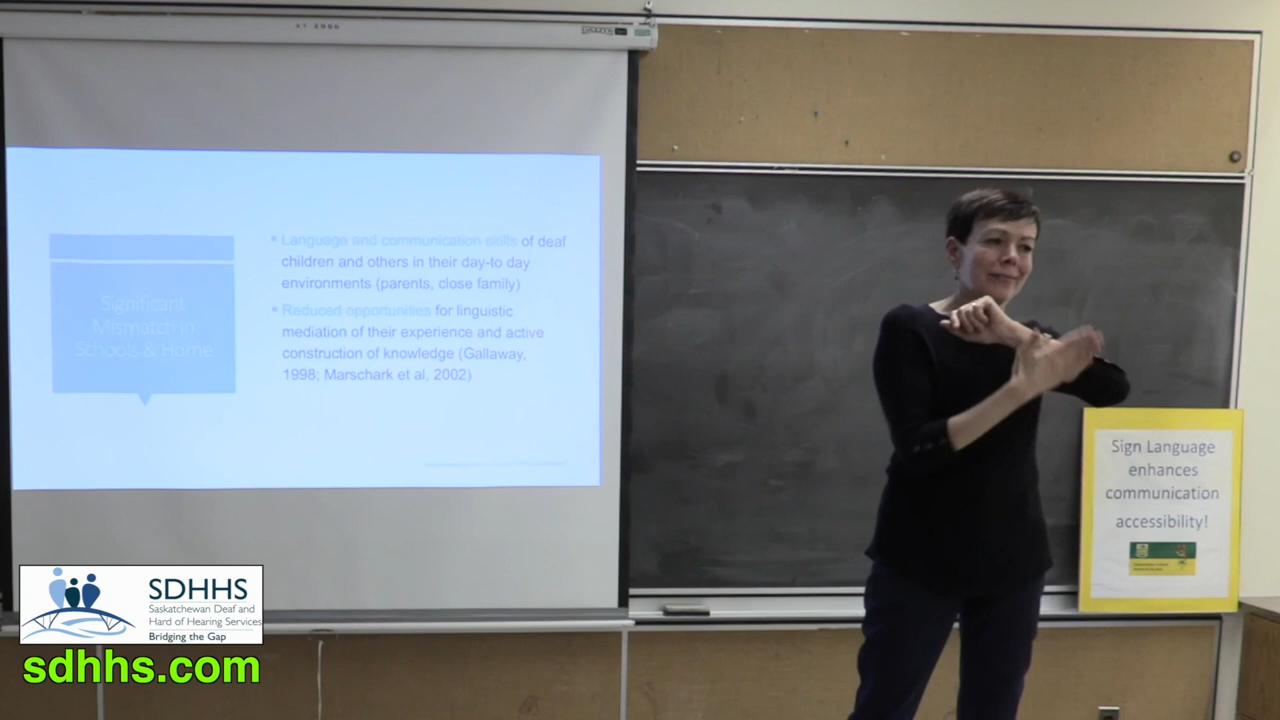 Significant
Mismatch in
Schools & Home
▪ Language and communication skills of deaf
children and others in their day-to day
environments (parents, close family)
▪ Reduced opportunities for linguistic
mediation of their experience and active
construction of knowledge (Gallaway,
1998; Marschark et al, 2002)
Sign Language
enhances
communication
accessibility!
SDHHS
Saskatchewan Deaf and
Hard of Hearing Services
Bridging the Gap
sdhhs.com